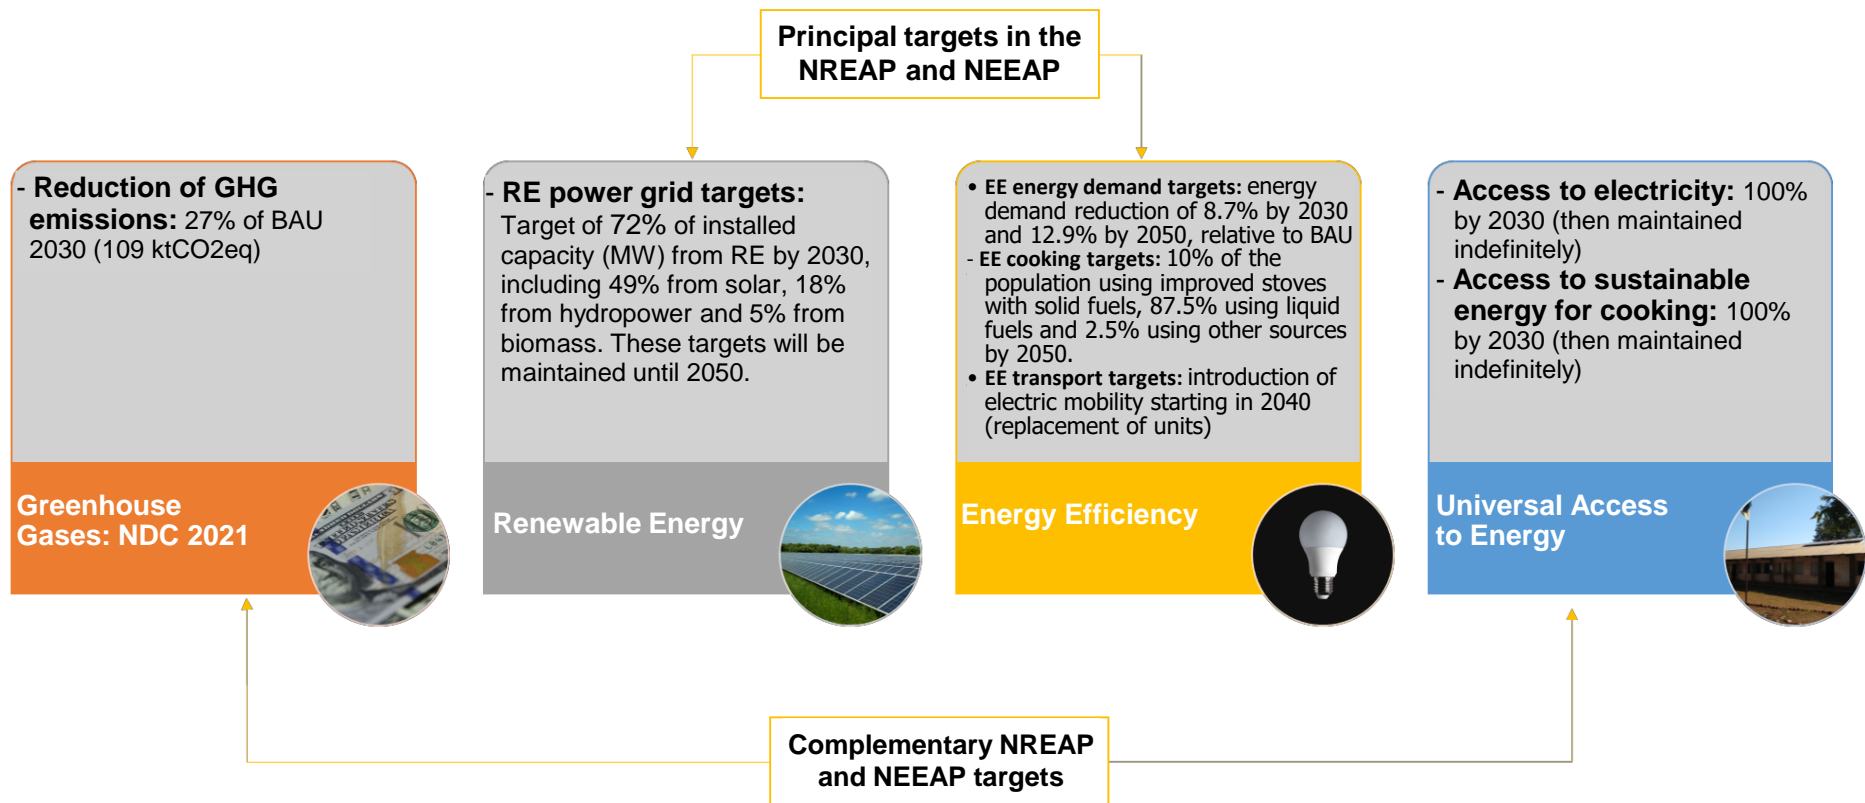 Principal targets in the
NREAP and NEEAP
- Reduction of GHG
emissions: 27% of BAU
2030 (109 ktCO2eq)
Greenhouse
Gases: NDC 2021
- RE power grid targets:
Target of 72% of installed
capacity (MW) from RE by 2030,
including 49% from solar, 18%
from hydropower and 5% from
biomass. These targets will be
maintained until 2050.
Renewable Energy
• EE energy demand targets: energy
demand reduction of 8.7% by 2030
and 12.9% by 2050, relative to BAU
- EE cooking targets: 10% of the
population using improved stoves
with solid fuels, 87.5% using liquid
fuels and 2.5% using other sources
by 2050.
• EE transport targets: introduction of
electric mobility starting in 2040
(replacement of units)
Energy Efficiency
- Access to electricity: 100%
by 2030 (then maintained
indefinitely)
- Access to sustainable
energy for cooking: 100%
by 2030 (then maintained
indefinitely)
Universal Access
to Energy
Complementary NREAP
and NEEAP targets